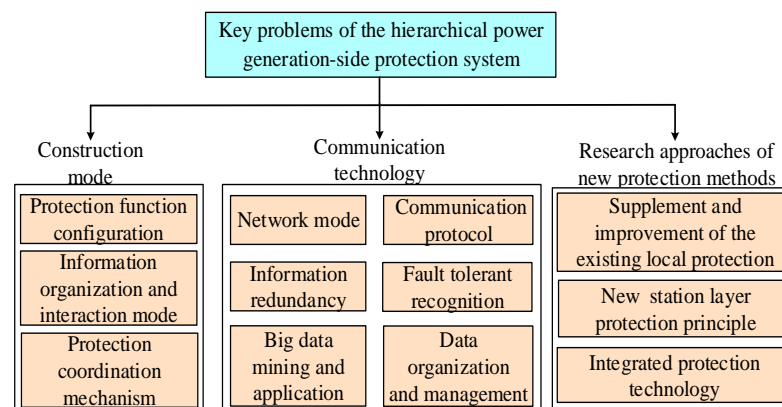 Key problems of the hierarchical power
generation-side protection system
Construction
mode
Protection function
configuration
Information
organization and
interaction mode
Protection
coordination
mechanism
Communication
technology
Network mode
Communication
protocol
Information
redundancy
Fault tolerant
recognition
Big data
mining and
application
Data
organization
and management
Research approaches of
new protection methods
Supplement and
improvement of the
existing local protection
New station layer
protection principle
Integrated protection
technology